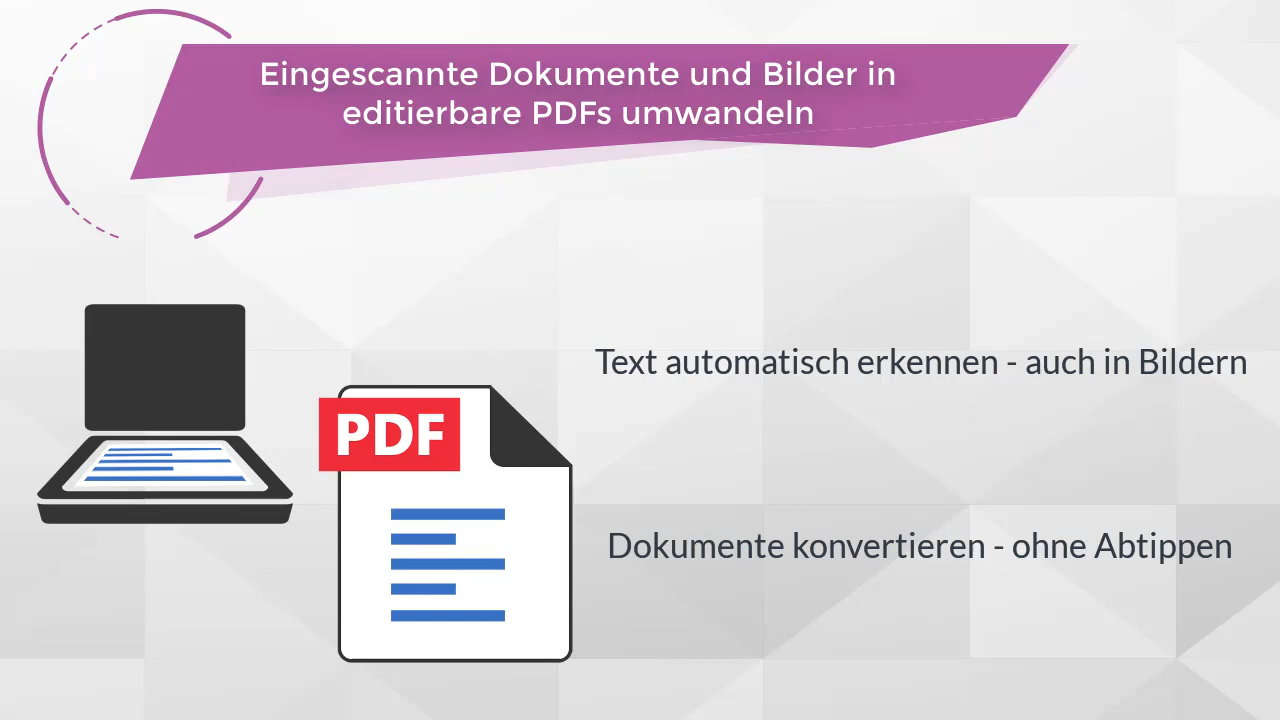 Eingescannte Dokumente und Bilder in
editierbare PDFs umwandeln
Text automatisch erkennen - auch in Bildern
PDF
Dokumente konvertieren - ohne Abtippen